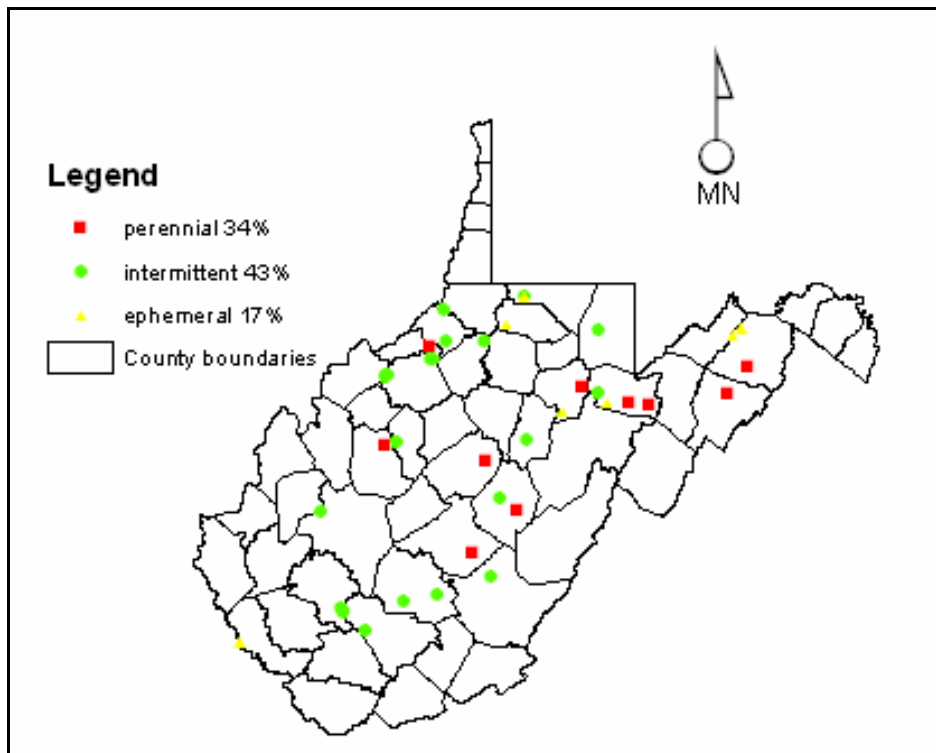 MN
Legend
perennial 34%
intermittent 43%
ephemeral 17%
County boundaries